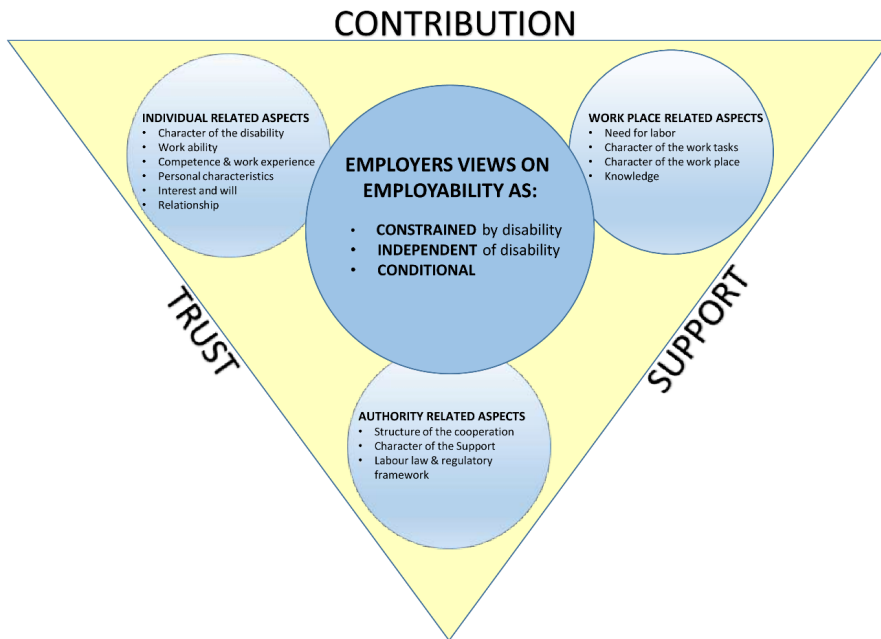 CONTRIBUTION
INDIVIDUAL RELATED ASPECTS
• Character of the disability
• Work ability
• Competence & work experience
• Personal characteristics
• Interest and will
• Relationship
EMPLOYERS VIEWS ON
EMPLOYABILITY AS:
• CONSTRAINED by disability
• INDEPENDENT of disability
• CONDITIONAL
WORK PLACE RELATED ASPECTS
• Need for labor
• Character of the work tasks
• Character of the work place
• Knowledge
TRUST
SUPPORT
AUTHORITY RELATED ASPECTS
• Structure of the cooperation
• Character of the Support
• Labour law & regulatory
framework